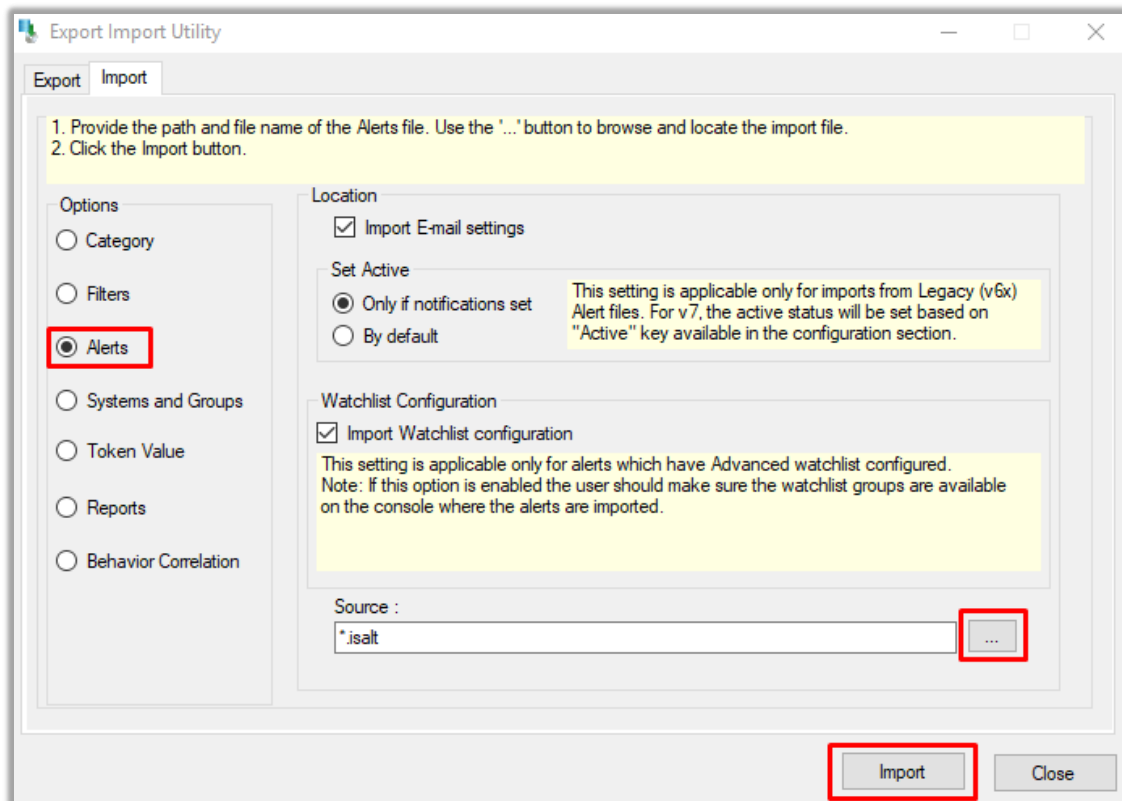 Export Import Utility
Export
Import
1. Provide the path and file name of the Alerts file. Use the '...' button to browse and locate the import file.
2. Click the Import button.
Options
Category
Filters
Alerts
Systems and Groups
Token Value
Reports
Behavior Correlation
Location
Import E-mail settings
Set Active
Only if notifications set
By default
This setting is applicable only for imports from Legacy (v6x)
Alert files. For v7, the active status will be set based on
"Active" key available in the configuration section.
Watchlist Configuration
Import Watchlist configuration
This setting is applicable only for alerts which have Advanced watchlist configured.
Note: If this option is enabled the user should make sure the watchlist groups are available
on the console where the alerts are imported.
Source :
*.isalt
...
Import
Close